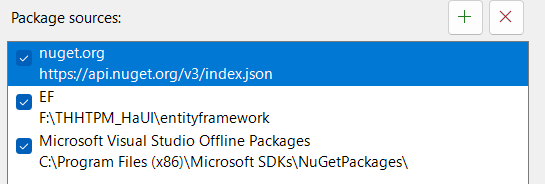 Package sources:
nuget.org
https://api.nuget.org/v3/index.json
EF
F:\THHTPM_HaUI\entityframework
Microsoft Visual Studio Offline Packages
C:\Program Files (x86)\Microsoft SDKs\NuGetPackages\